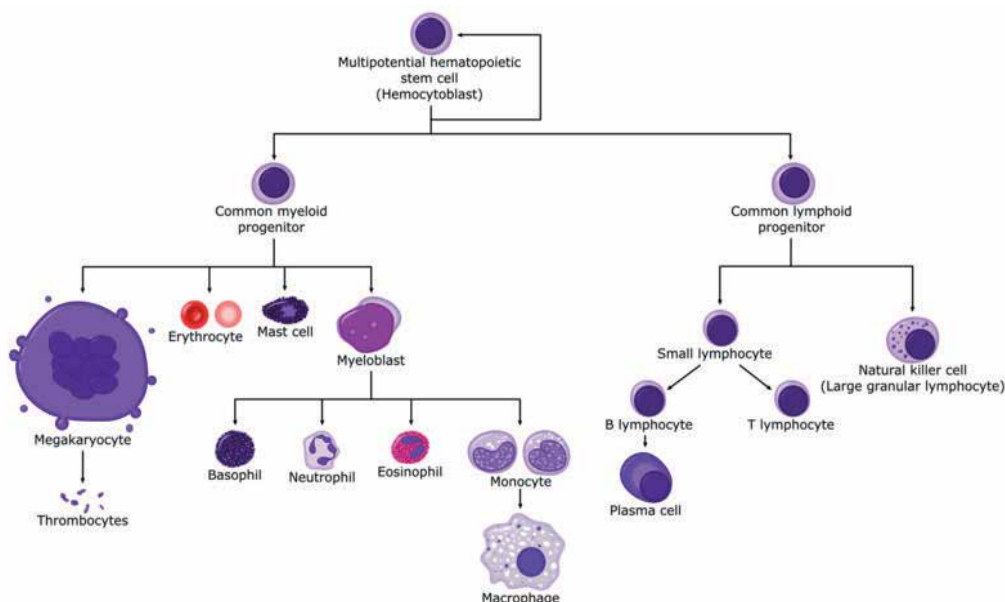 Multipotential hematopoietic
stem cell
(Hemocytoblast)
Common myeloid
progenitor
Common lymphoid
progenitor
Erythrocyte
Mast cell
Myeloblast
Small lymphocyte
Natural killer cell
(Large granular lymphocyte)
B lymphocyte
T lymphocyte
Megakaryocyte
Basophil
Neutrophil
Eosinophil
Monocyte
Plasma cell
Thrombocytes
Macrophage